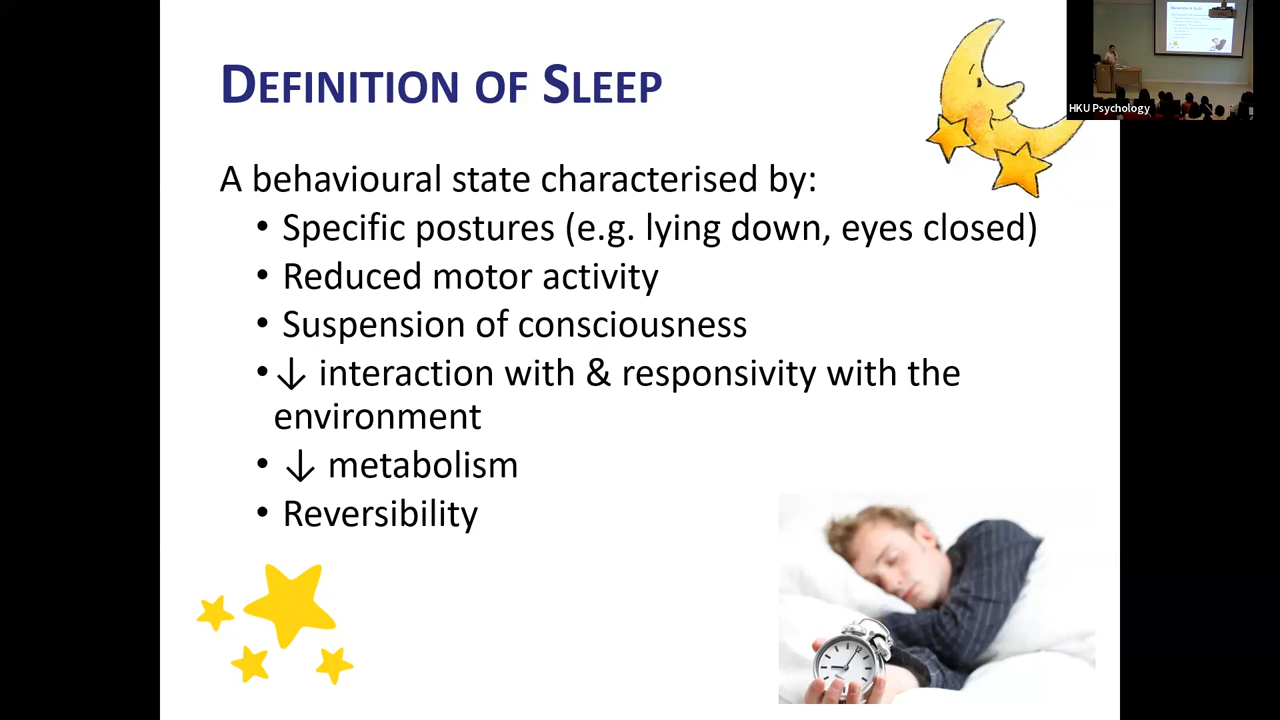 DEFINITION OF SLEEP
HKU Psychology
A behavioural state characterised by:
• Specific postures (e.g. lying down, eyes closed)
• Reduced motor activity
• Suspension of consciousness
• ↓ interaction with & responsivity with the
environment
• ↓ metabolism
• Reversibility